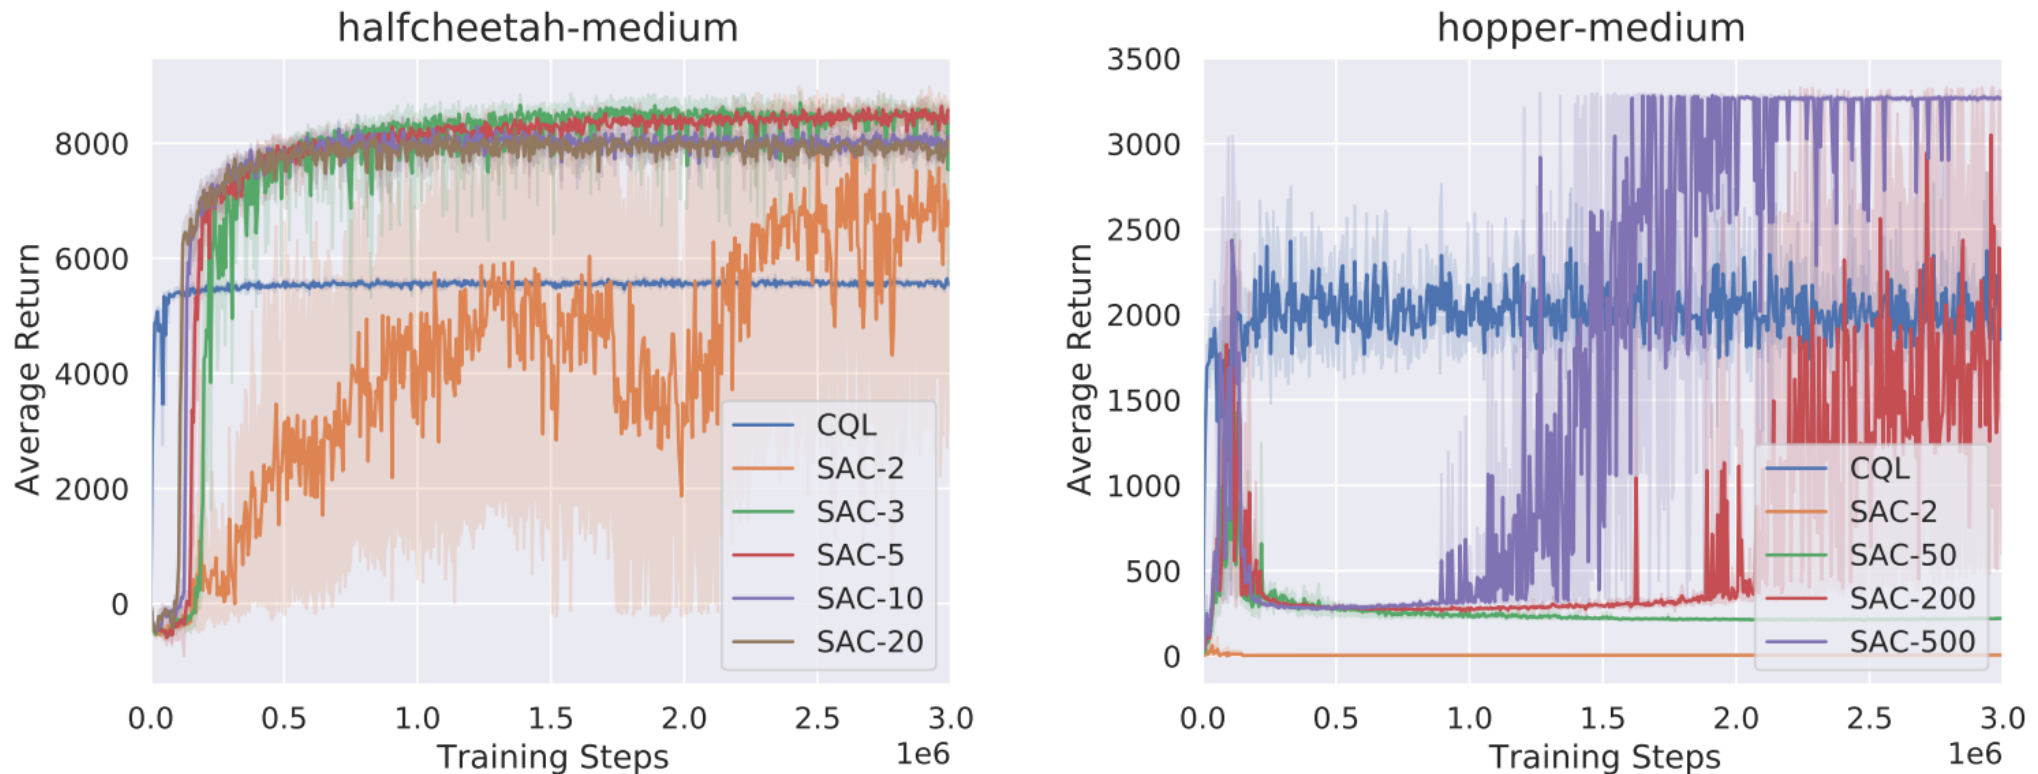 halfcheetah-medium
Average Return
8000
6000
4000
2000
0
0.0 0.5 1.0 1.5 2.0 2.5 3.0
1e6
Training Steps
CQL
SAC-2
SAC-3
SAC-5
SAC-10
SAC-20
hopper-medium
Average Return
3500
3000
2500
2000
1500
1000
500
0
0.0 0.5 1.0 1.5 2.0 2.5 3.0
1e6
Training Steps
CQL
SAC-2
SAC-50
SAC-200
SAC-500